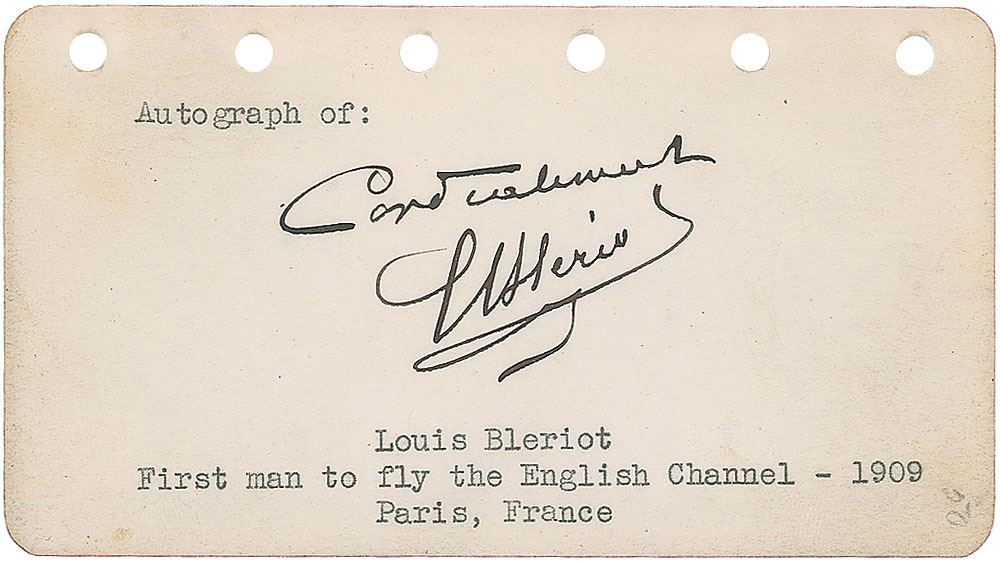 Autograph of:
Cordialement
LBlériot
Louis Bleriot
First man to fly the English Channel - 1909
Paris, France